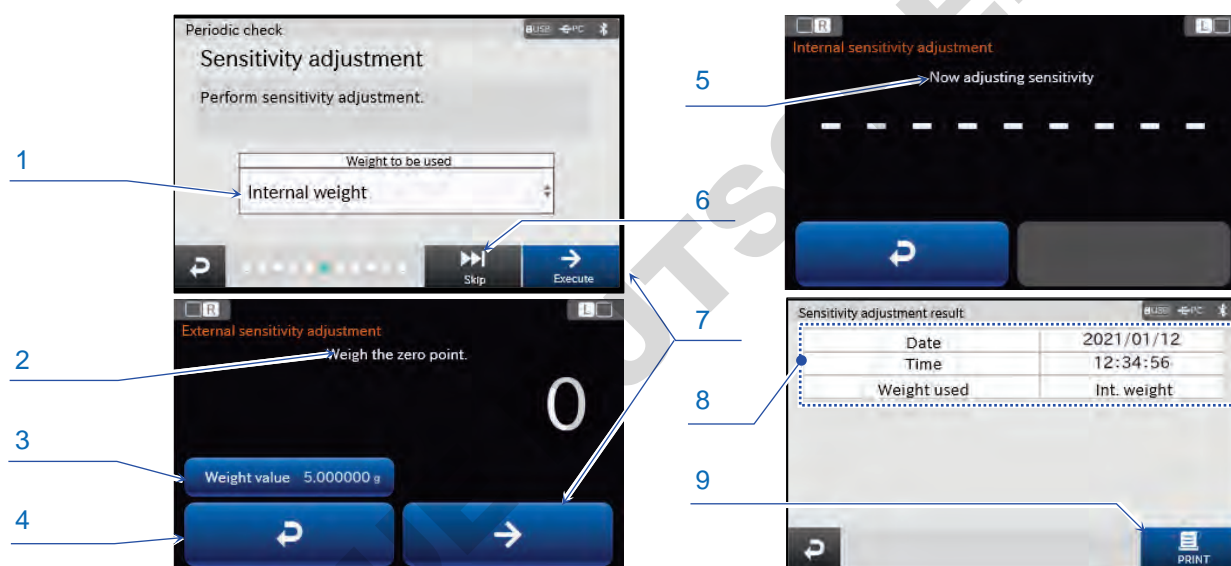 Periodic check
USB PC
Sensitivity adjustment
Perform sensitivity adjustment.
Weight to be used
Internal weight
Skip
Execute
R
L
External sensitivity adjustment
Weigh the zero point.
0
Weight value 5.000000 g
R
L
Internal sensitivity adjustment
Now adjusting sensitivity
Sensitivity adjustment result
USB PC
Date 2021/01/12
Time 12:34:56
Weight used Int. weight
PRINT
1
2
3
4
5
6
7
8
9